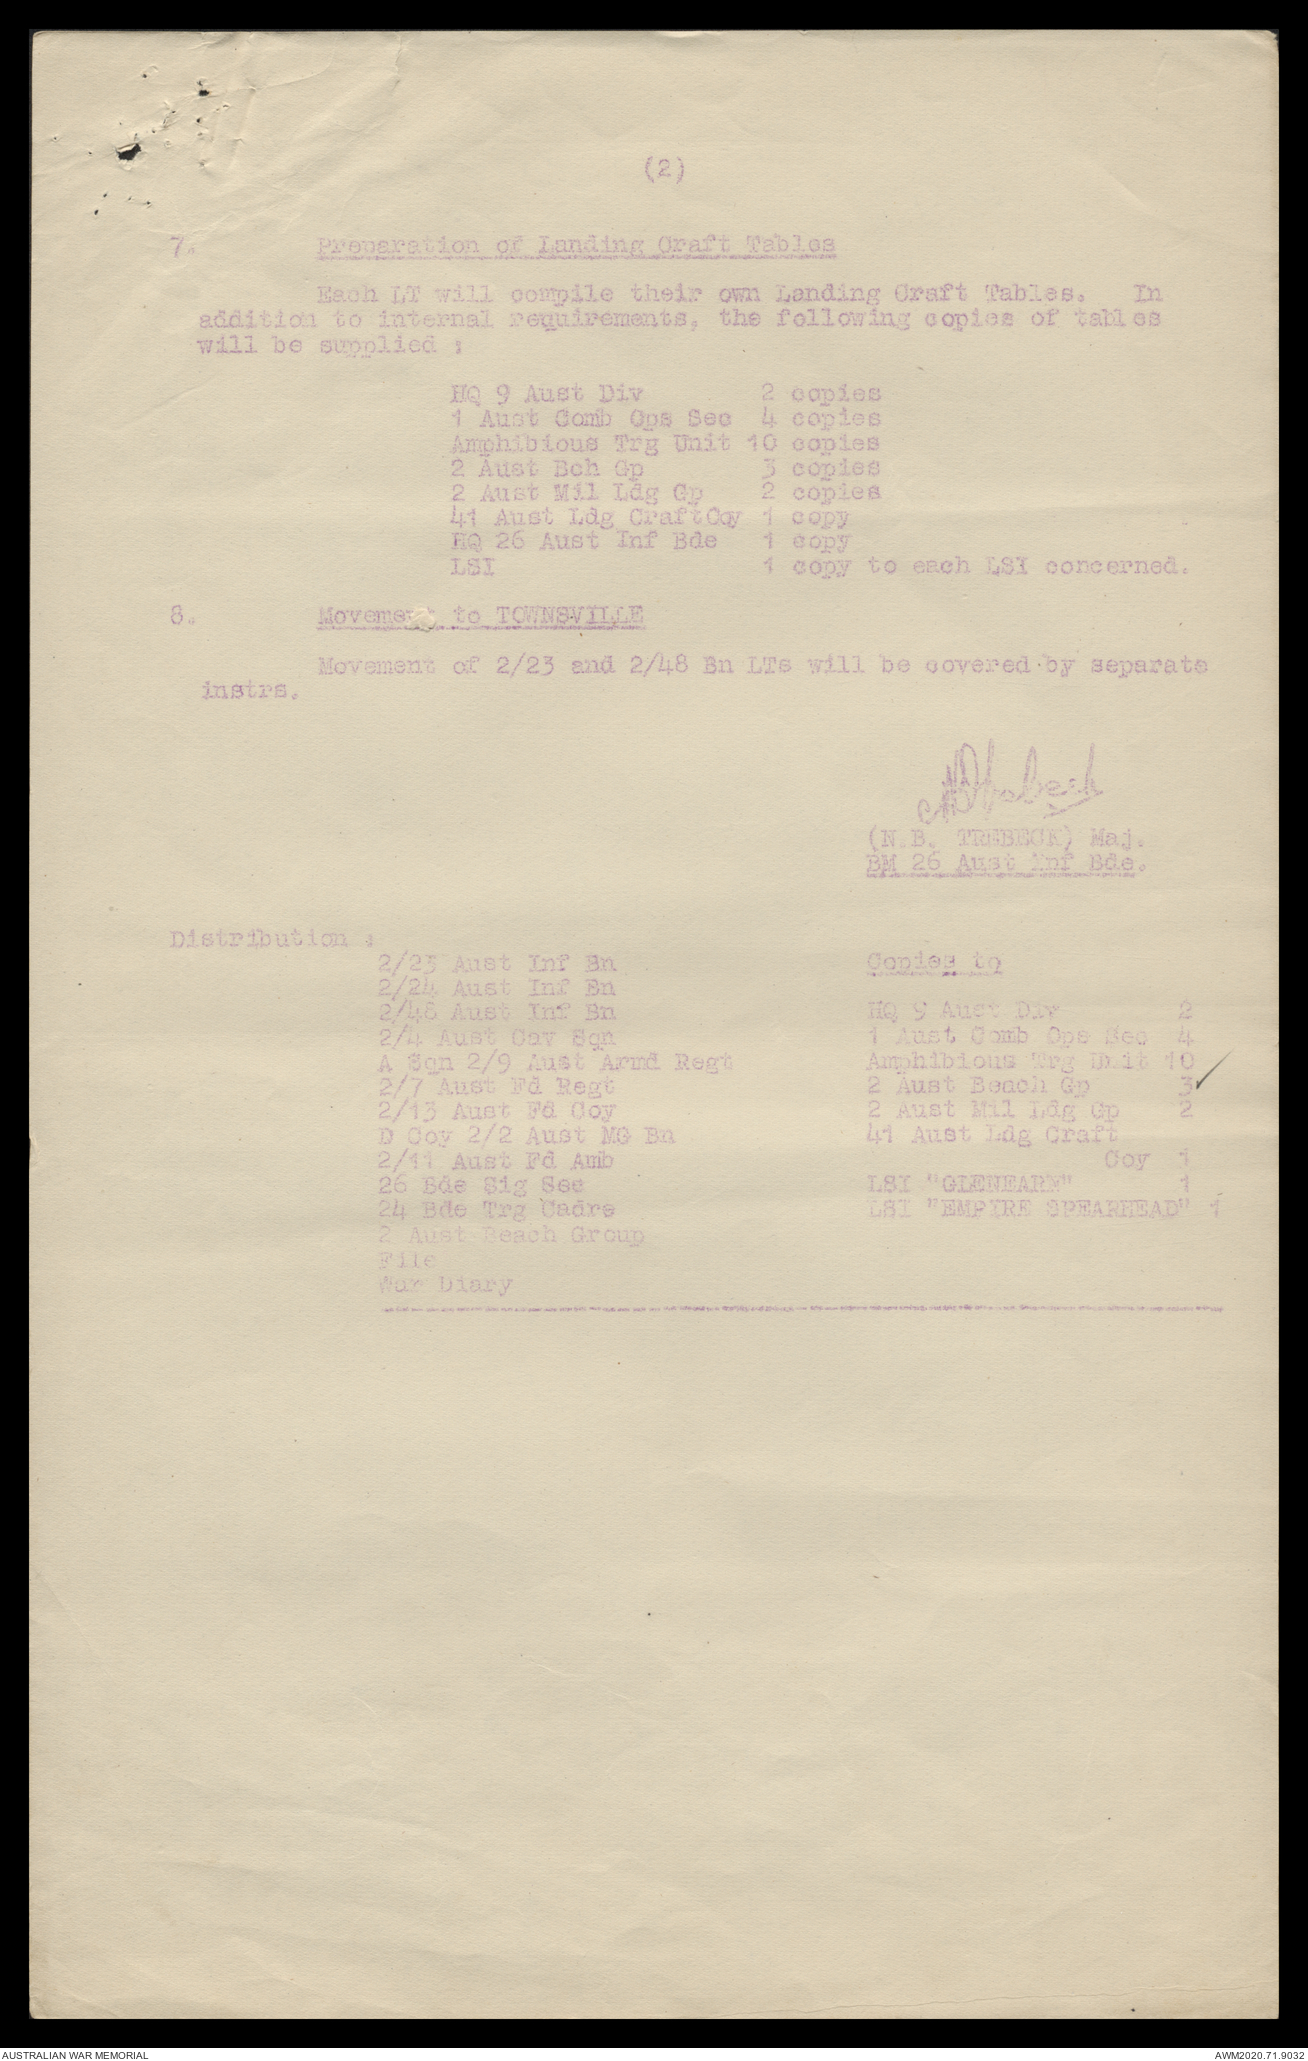 (2)
7. Preparation of Landing Craft Tables
Each LT will compile their own Landing Craft Tables. In
addition to internal requirements, the following copies of tables
will be supplied :
HQ 9 Aust Div 2 copies
1 Aust Comb Ops Sec 4 copies
Amphibious Trg Unit 10 copies
2 Aust Bch Gp 3 copies
2 Aust Mil Ldg Gp 2 copies
41 Aust Ldg Craft Coy 1 copy
HQ 26 Aust Inf Bde 1 copy
LSI 1 copy to each LSI concerned.
8. Movement to TOWNSVILLE
Movement of 2/23 and 2/48 Bn LTs will be covered by separate
instrs.
NBTrebeck
(N.B. TREBECK) Maj.
BM 26 Aust Inf Bde.
Distribution :
2/23 Aust Inf Bn
2/24 Aust Inf Bn
2/48 Aust Inf Bn
2/4 Aust Cav Sqn
A Sqn 2/9 Aust Armd Regt
2/7 Aust Fd Regt
2/13 Aust Fd Coy
D Coy 2/2 Aust MG Bn
2/11 Aust Fd Amb
26 Bde Sig Sec
24 Bde Trg Cadre
2 Aust Beach Group
File
War Diary
Copies to
HQ 9 Aust Div 2
1 Aust Comb Ops Sec 4
Amphibious Trg Unit 10
2 Aust Beach Gp 3✓
2 Aust Mil Ldg Gp 2
41 Aust Ldg Craft
Coy 1
LSI "GLENEARN" 1
LSI "EMPIRE SPEARHEAD" 1
AUSTRALIAN WAR MEMORIAL
AWM2020.71.9032